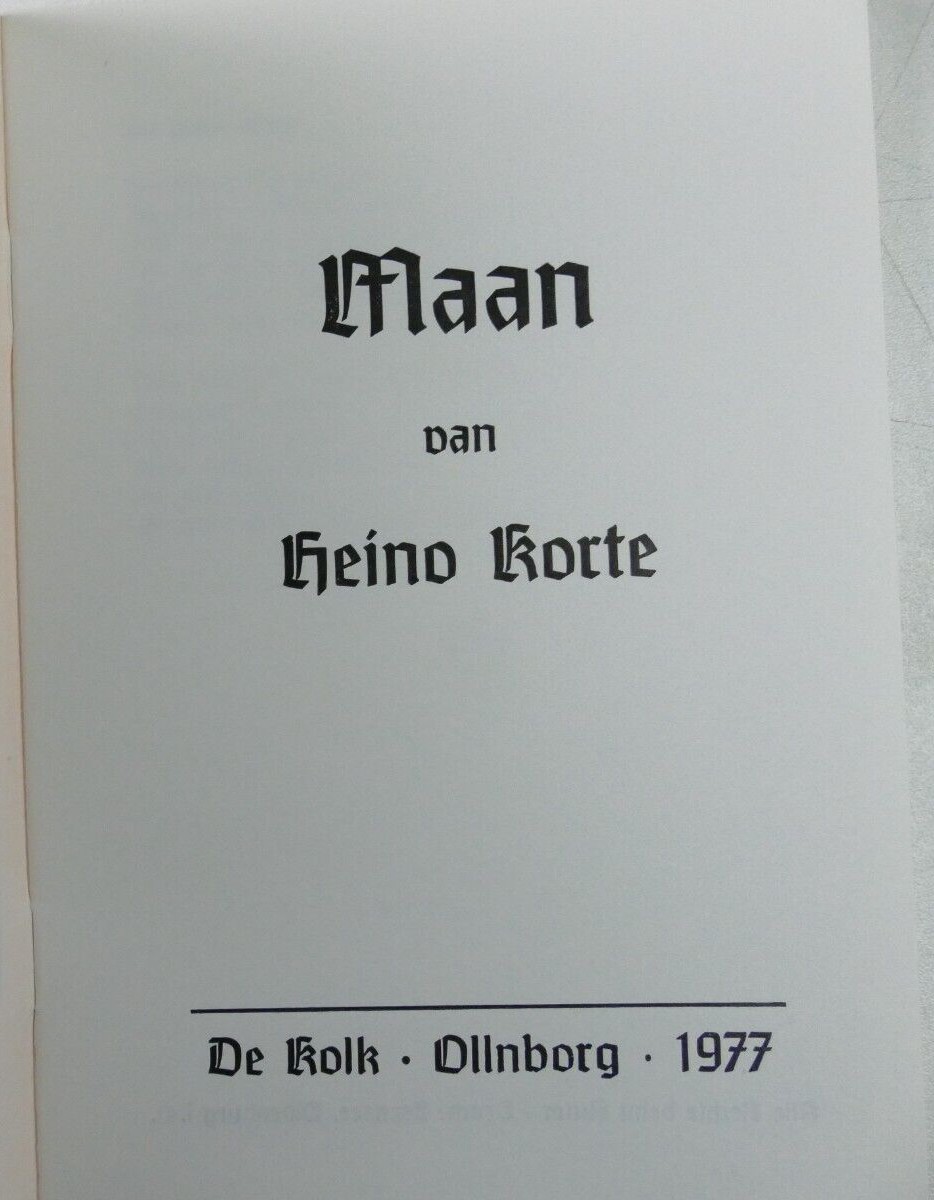 Maan
van
Heino Korte
De Kolk · Ollnborg · 1977